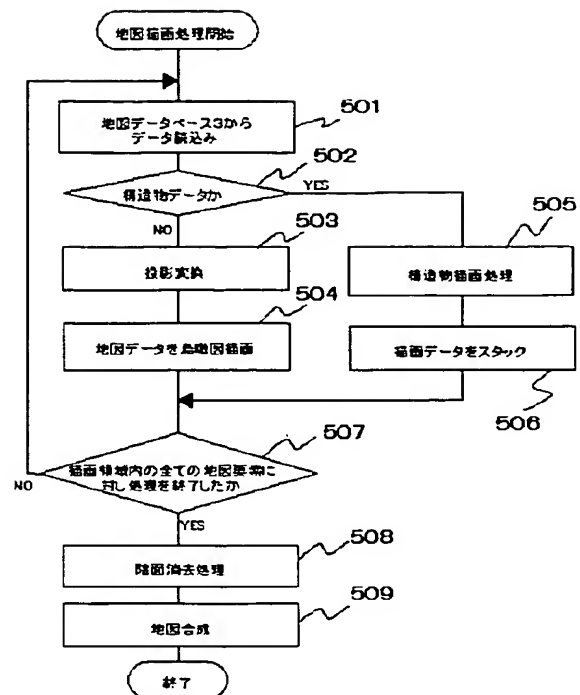 地図描画処理開始
501
地図データベース3から
データ読込み
502
構造物データか
YES
NO
503
505
投影変換
構造物描画処理
504
地図データを鳥瞰図描画
描画データをスタック
506
507
描画領域内の全ての地図要素に
対し処理を終了したか
NO
YES
508
陰面消去処理
509
地図合成
終了